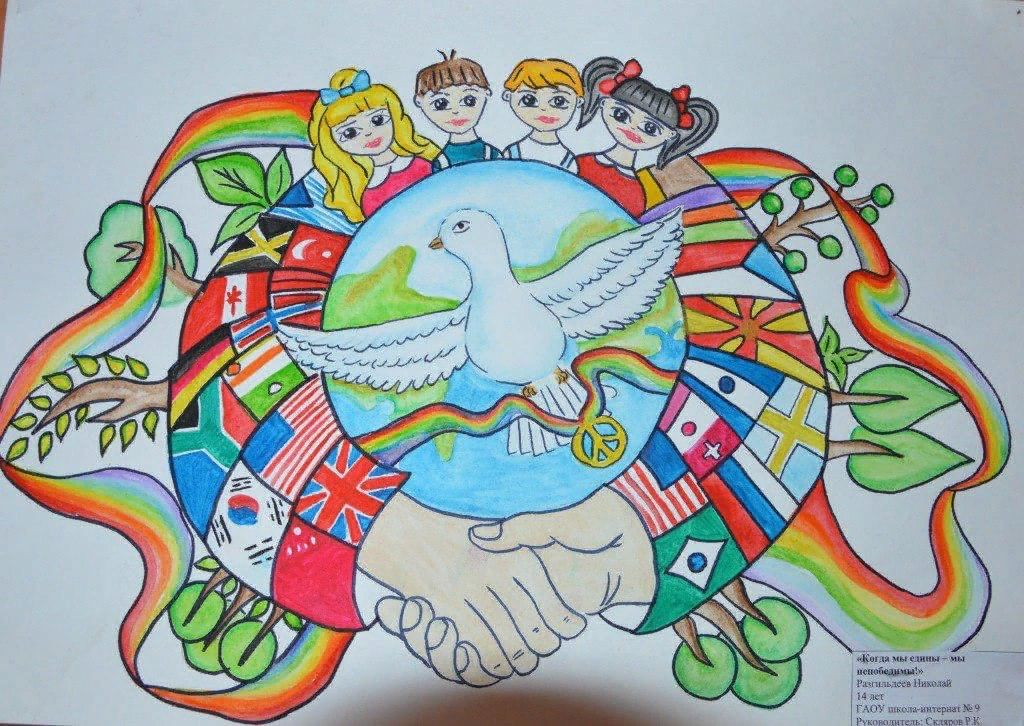 «Когда мы едины – мы
непобедимы!»
Разгильдеев Николай
14 лет
ГАОУ школа-интернат № 9
Руководитель: Скляров Р.К.